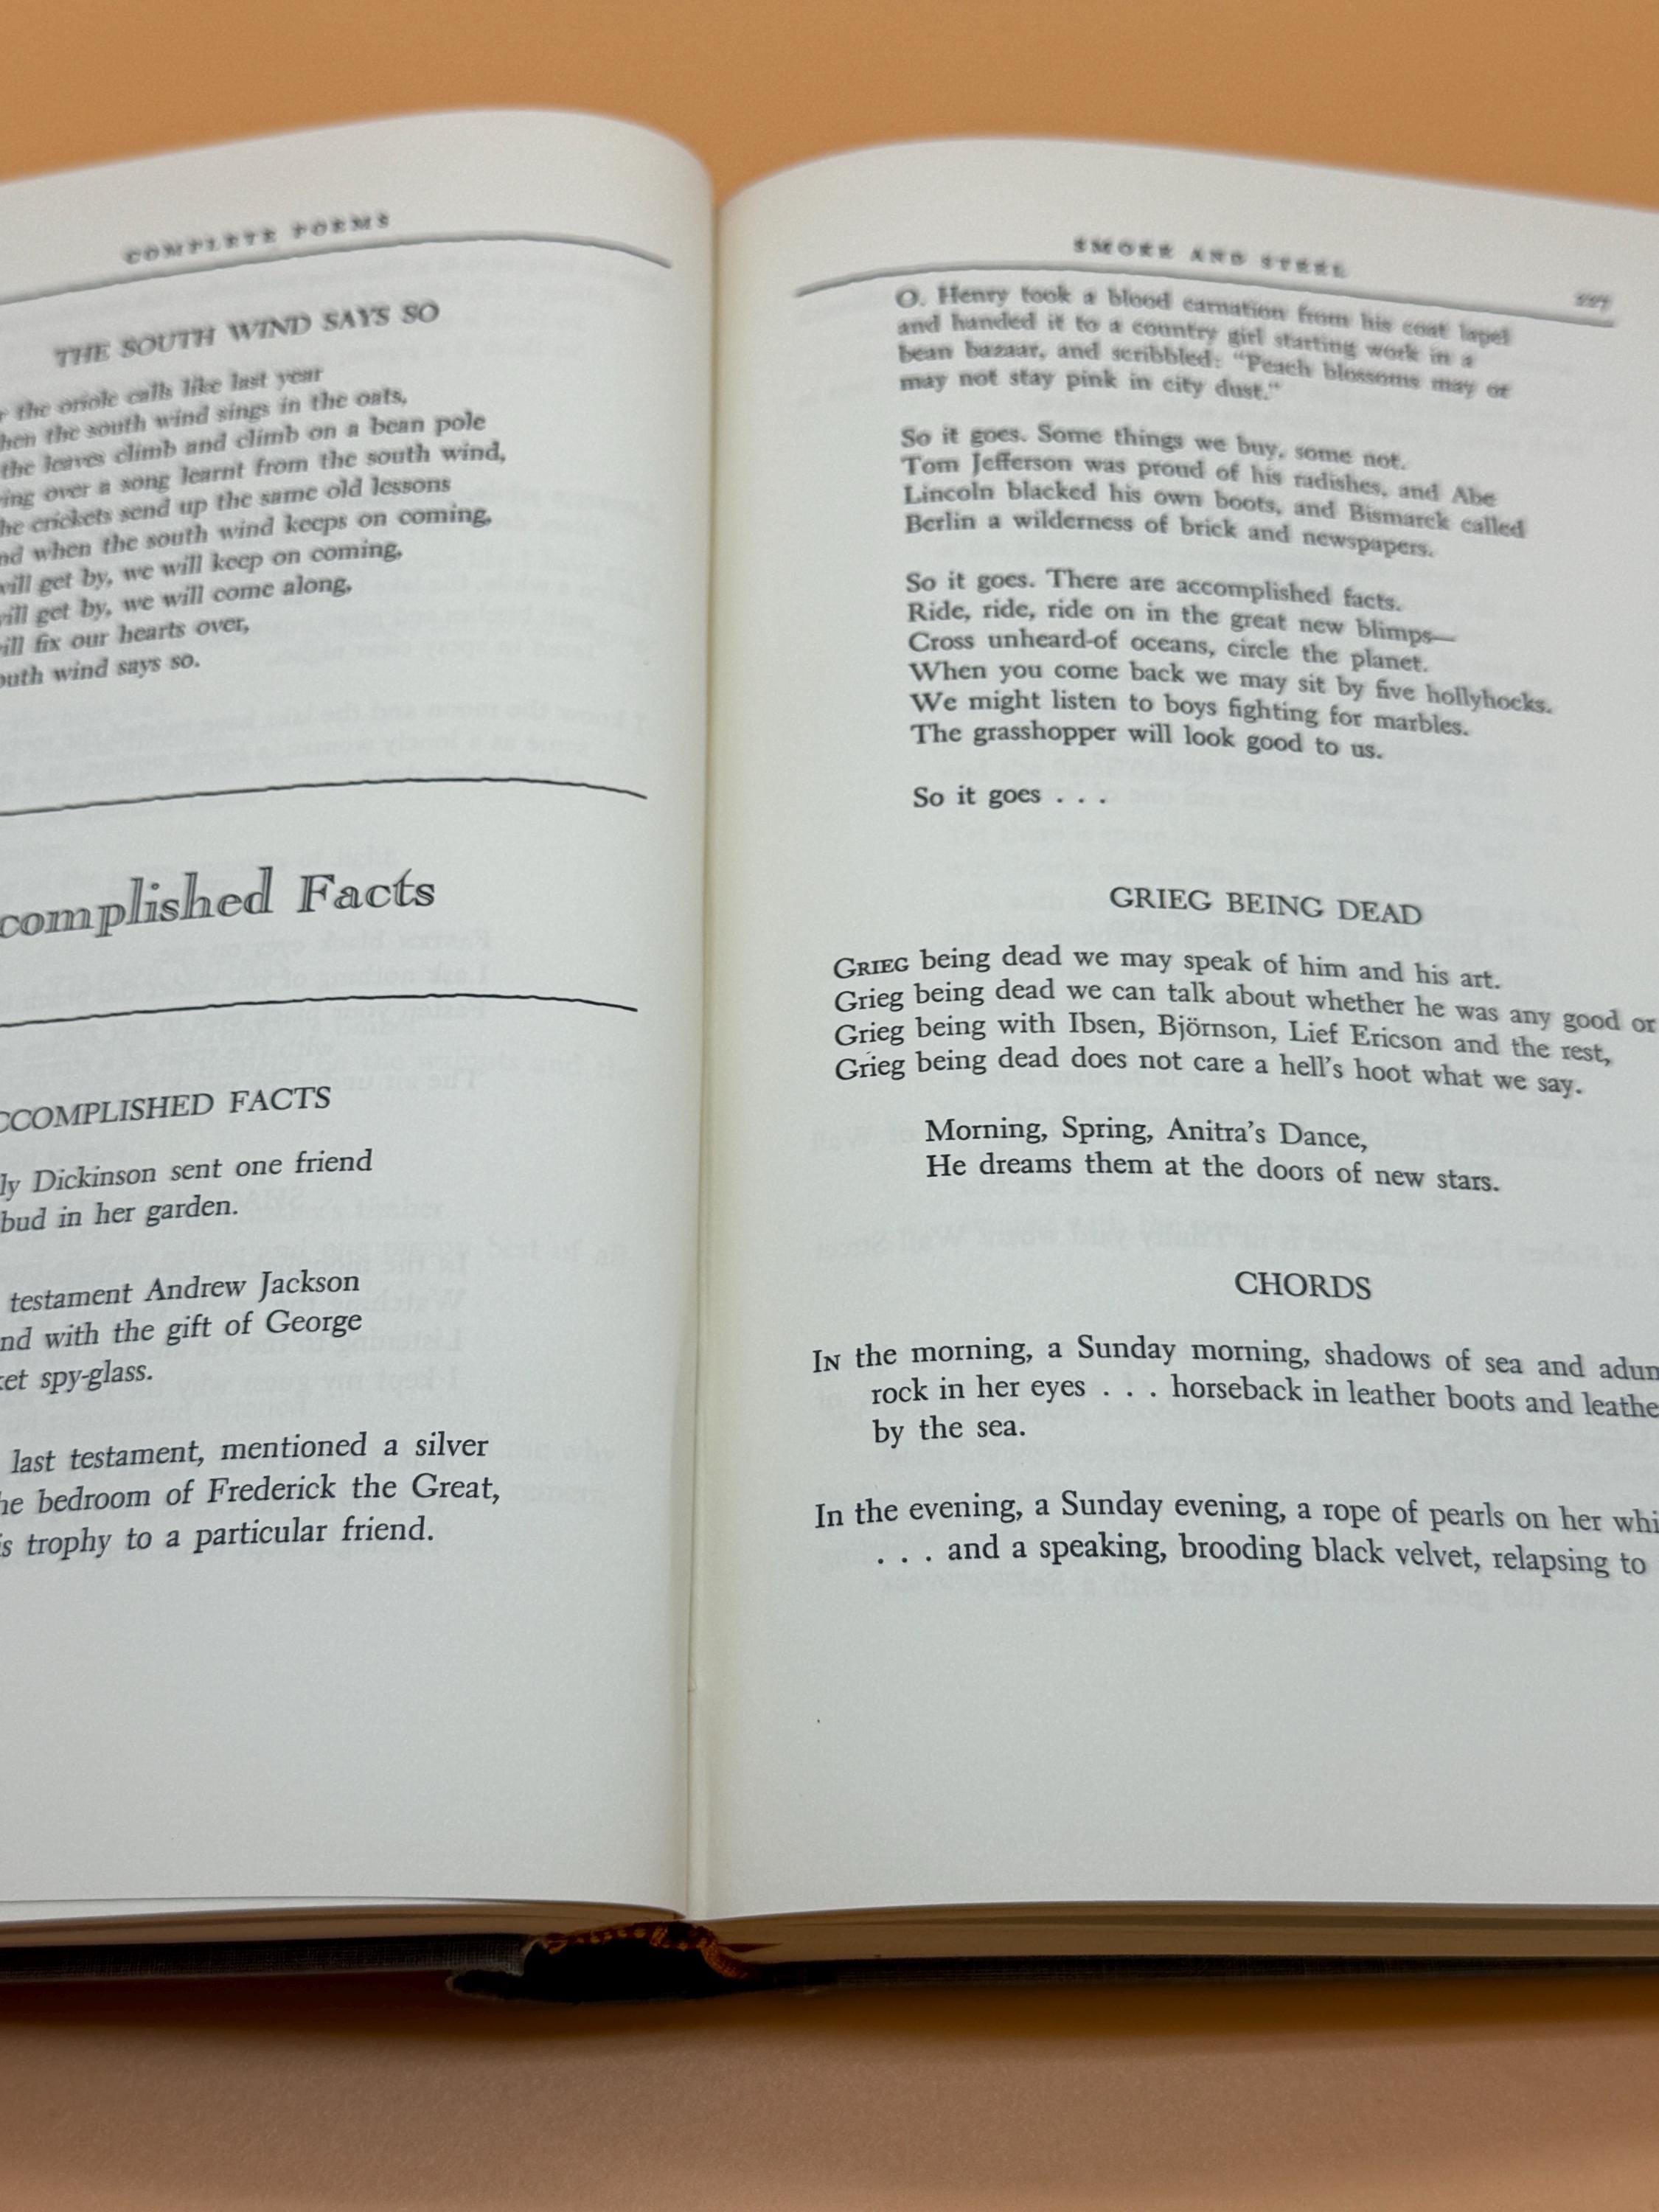 COMPLETE POEMS
THE SOUTH WIND SAYS SO
the oriole calls like last year
hen the south wind sings in the oats,
the leaves climb and climb on a bean pole
ing over a song learnt from the south wind,
he crickets send up the same old lessons
nd when the south wind keeps on coming,
will get by, we will keep on coming,
ill get by, we will come along,
ill fix our hearts over,
outh wind says so.
complished Facts
CCOMPLISHED FACTS
ly Dickinson sent one friend
bud in her garden.
testament Andrew Jackson
nd with the gift of George
et spy-glass.
last testament, mentioned a silver
he bedroom of Frederick the Great,
is trophy to a particular friend.
SMOKE AND STEEL
O. Henry took a blood carnation from his coat lapel
and handed it to a country girl starting work in a
bean bazaar, and scribbled: "Peach blossoms may or
may not stay pink in city dust."
So it goes. Some things we buy, some not.
Tom Jefferson was proud of his radishes, and Abe
Lincoln blacked his own boots, and Bismarck called
Berlin a wilderness of brick and newspapers.
So it goes. There are accomplished facts.
Ride, ride, ride on in the great new blimps—
Cross unheard-of oceans, circle the planet.
When you come back we may sit by five hollyhocks.
We might listen to boys fighting for marbles.
The grasshopper will look good to us.
So it goes . . .
GRIEG BEING DEAD
GRIEG being dead we may speak of him and his art.
Grieg being dead we can talk about whether he was any good or
Grieg being with Ibsen, Björnson, Lief Ericson and the rest,
Grieg being dead does not care a hell's hoot what we say.
Morning, Spring, Anitra's Dance,
He dreams them at the doors of new stars.
CHORDS
IN the morning, a Sunday morning, shadows of sea and adum
rock in her eyes . . . horseback in leather boots and leathe
by the sea.
In the evening, a Sunday evening, a rope of pearls on her whi
. . . and a speaking, brooding black velvet, relapsing to